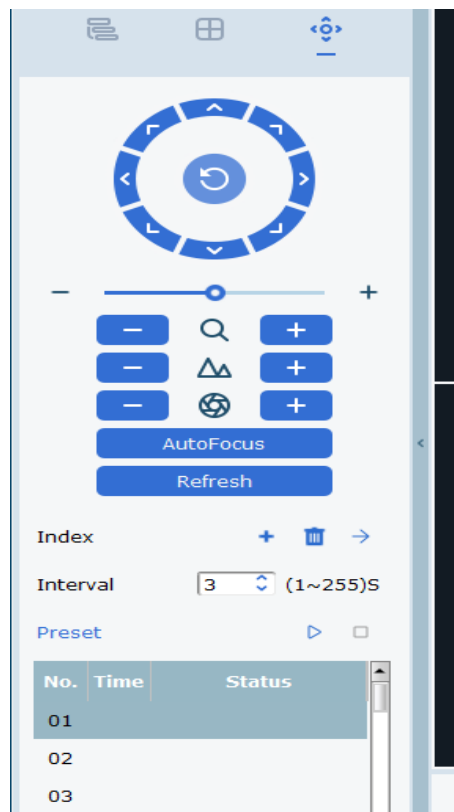 AutoFocus
Refresh
Index
Interval 3 (1~255)S
Preset
No. Time Status
01
02
03